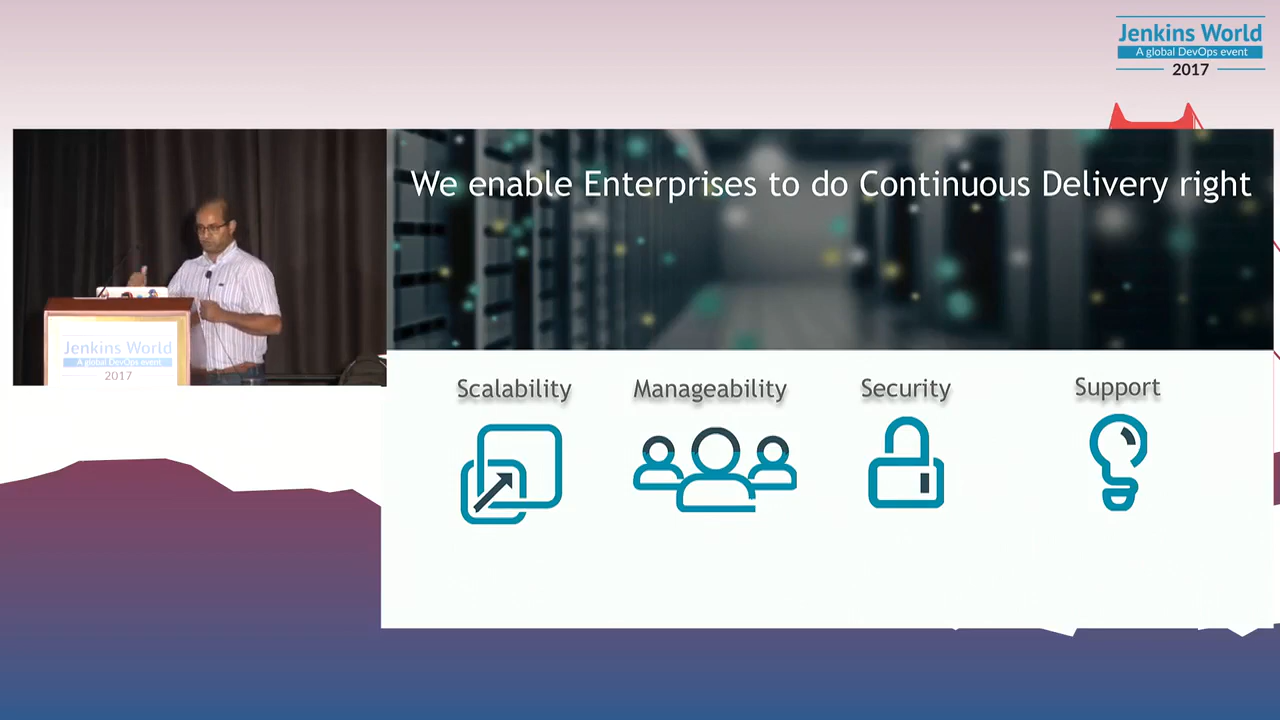 Jenkins World
A global DevOps event
2017
We enable Enterprises to do Continuous Delivery right
Jenkins World
A global DevOps event
2017
Scalability
Manageability
Security
Support